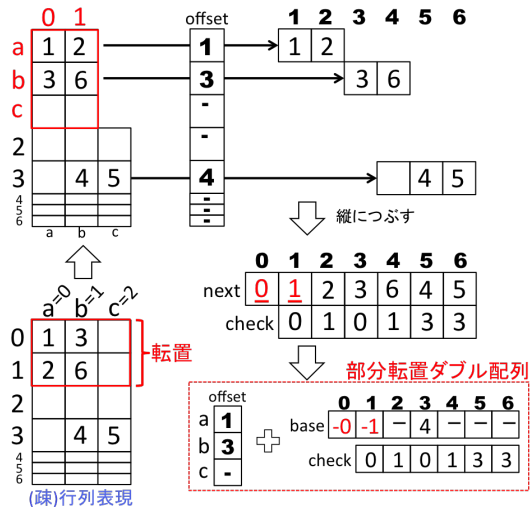 0 1
offset
1 2 3 4 5 6
a 1 2
1
1 2
b 3 6
3
3 6
c
-
2
-
3 4 5
4
4 5
4
-
5
-
6
-
a b c
縦につぶす
0 1 2 3 4 5 6
next 0 1 2 3 6 4 5
check 0 1 0 1 3 3
a=0 b=1 c=2
0 1 3
1 2 6
転置
2
3 4 5
4
5
6
(疎)行列表現
部分転置ダブル配列
offset
a 1
b 3
c -
0 1 2 3 4 5 6
base -0 -1 - 4 - - -
check 0 1 0 1 3 3